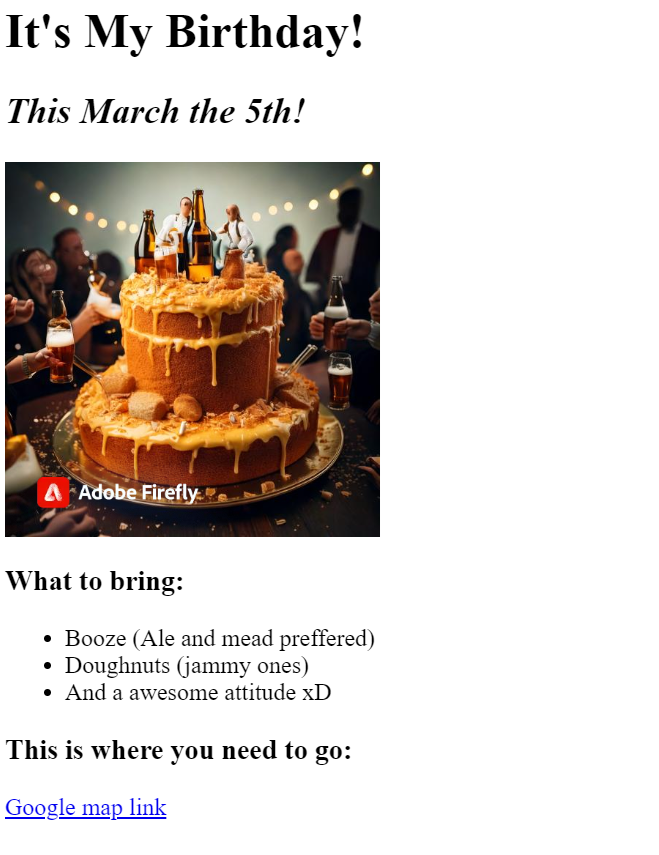 It's My Birthday!
This March the 5th!
Adobe Firefly
What to bring:
Booze (Ale and mead preffered)
Doughnuts (jammy ones)
And a awesome attitude xD
This is where you need to go:
Google map link